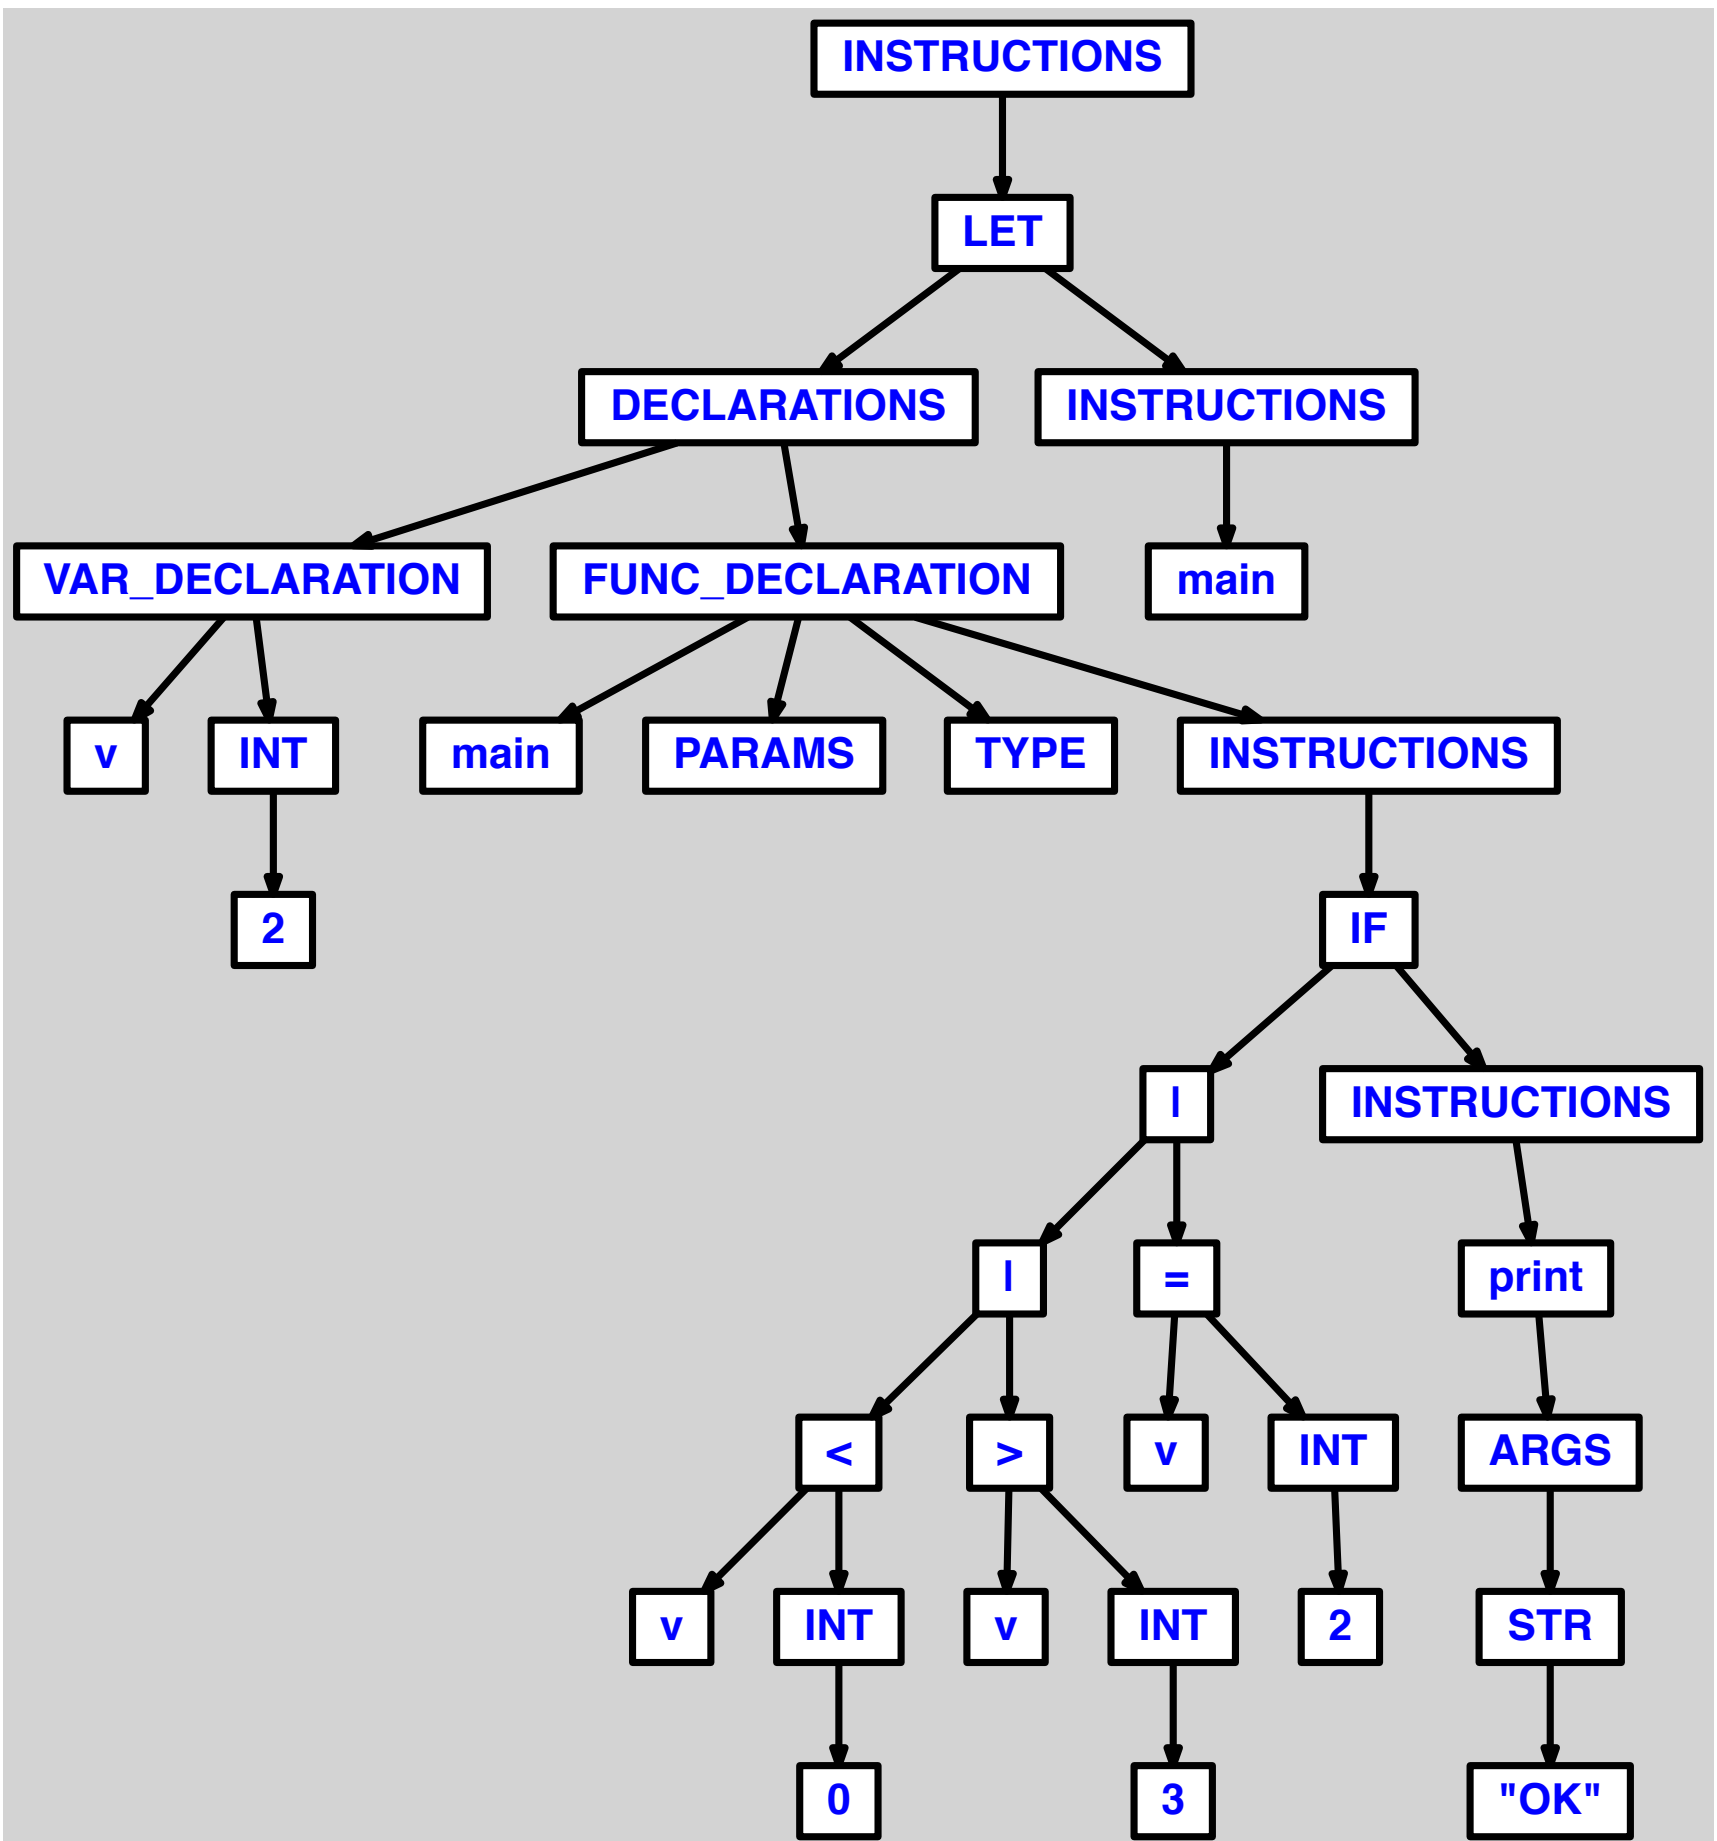 INSTRUCTIONS
LET
DECLARATIONS INSTRUCTIONS
VAR_DECLARATION FUNC_DECLARATION main
v INT main PARAMS TYPE INSTRUCTIONS
2 IF
| INSTRUCTIONS
| = print
< > v INT ARGS
v INT v INT 2 STR
0 3 "OK"